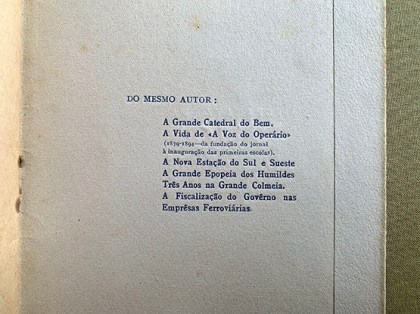 DO MESMO AUTOR:
A Grande Catedral do Bem.
A Vida de «A Voz do Operário»
(1879-1894—da fundação do jornal
à inauguração das primeiras escolas).
A Nova Estação do Sul e Sueste
A Grande Epopeia dos Humildes
Três Anos na Grande Colmeia.
A Fiscalização do Govêrno nas
Emprêsas Ferroviárias.